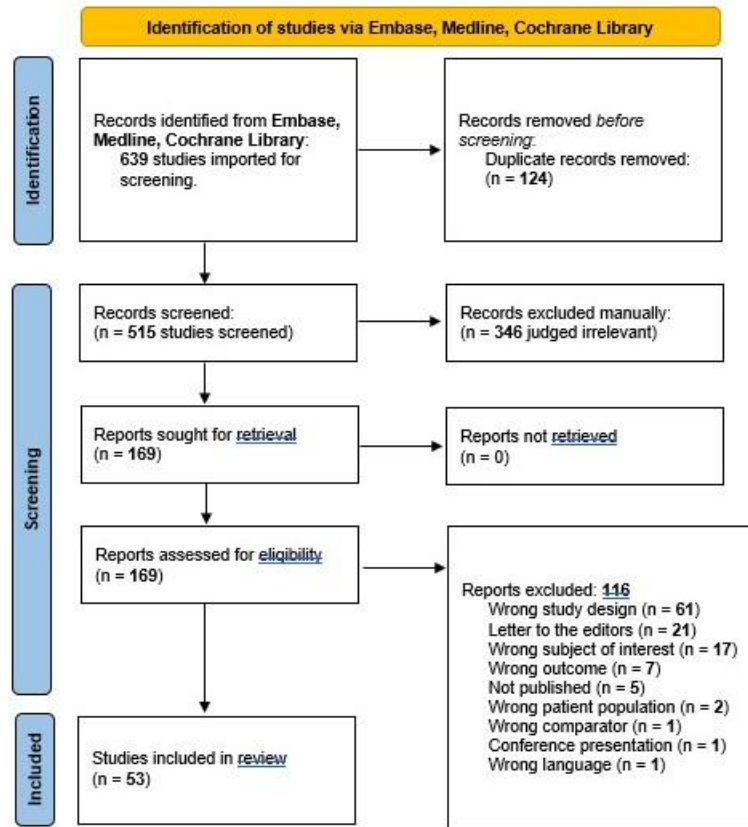 Identification of studies via Embase, Medline, Cochrane Library
Identification
Records identified from Embase,
Medline, Cochrane Library:
639 studies imported for
screening.
Records removed before
screening:
Duplicate records removed:
(n = 124)
Screening
Records screened:
(n = 515 studies screened)
Records excluded manually:
(n = 346 judged irrelevant)
Reports sought for retrieval
(n = 169)
Reports not retrieved
(n = 0)
Reports assessed for eligibility
(n = 169)
Reports excluded: 116
Wrong study design (n = 61)
Letter to the editors (n = 21)
Wrong subject of interest (n = 17)
Wrong outcome (n = 7)
Not published (n = 5)
Wrong patient population (n = 2)
Wrong comparator (n = 1)
Conference presentation (n = 1)
Wrong language (n = 1)
Included
Studies included in review
(n = 53)